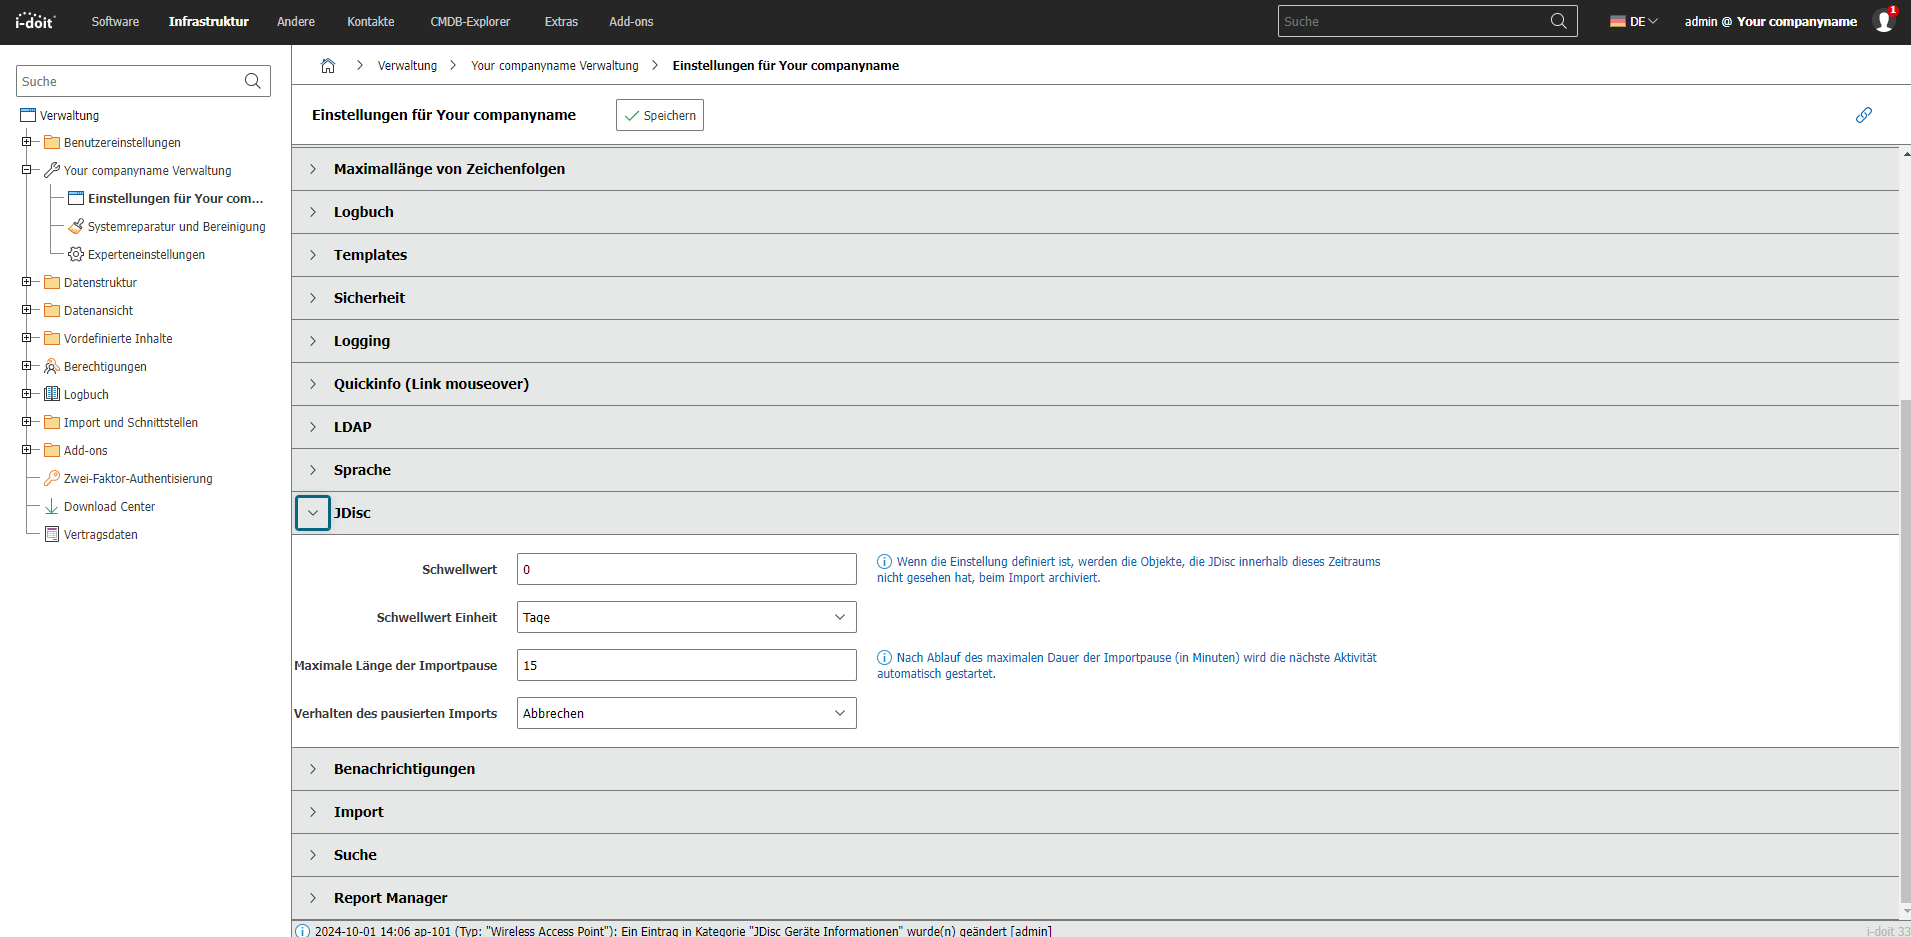 i-doit
Software
Infrastruktur
Andere
Kontakte
CMDB-Explorer
Extras
Add-ons
Suche
DE
admin @ Your companyname
1
Suche
Verwaltung
Benutzereinstellungen
Your companyname Verwaltung
Einstellungen für Your com...
Systemreparatur und Bereinigung
Experteneinstellungen
Datenstruktur
Datenansicht
Vordefinierte Inhalte
Berechtigungen
Logbuch
Import und Schnittstellen
Add-ons
Zwei-Faktor-Authentisierung
Download Center
Vertragsdaten
Verwaltung > Your companyname Verwaltung > Einstellungen für Your companyname
Einstellungen für Your companyname
Speichern
Maximallänge von Zeichenfolgen
Logbuch
Templates
Sicherheit
Logging
Quickinfo (Link mouseover)
LDAP
Sprache
JDisc
Schwellwert
0
Wenn die Einstellung definiert ist, werden die Objekte, die JDisc innerhalb dieses Zeitraums
nicht gesehen hat, beim Import archiviert.
Schwellwert Einheit
Tage
Maximale Länge der Importpause
15
Nach Ablauf des maximalen Dauer der Importpause (in Minuten) wird die nächste Aktivität
automatisch gestartet.
Verhalten des pausierten Imports
Abbrechen
Benachrichtigungen
Import
Suche
Report Manager
2024-10-01 14:06 ap-101 (Typ: "Wireless Access Point"): Ein Eintrag in Kategorie "JDisc Geräte Informationen" wurde(n) geändert [admin]
i-doit 33